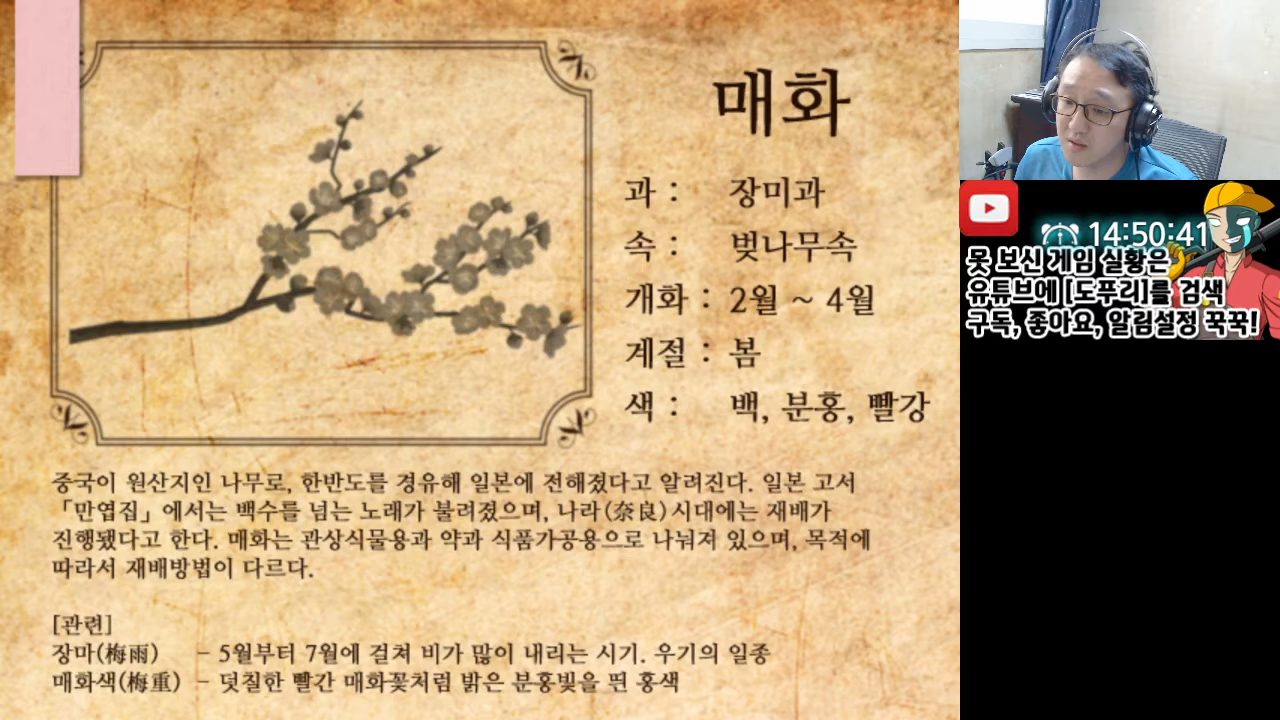 매화
과 : 장미과
속 : 벚나무속
개화 : 2월 ~ 4월
계절 : 봄
색 : 백, 분홍, 빨강
중국이 원산지인 나무로, 한반도를 경유해 일본에 전해졌다고 알려진다. 일본 고서
「만엽집」에서는 백수를 넘는 노래가 불려졌으며, 나라(奈良)시대에는 재배가
진행됐다고 한다. 매화는 관상식물용과 약과 식품가공용으로 나눠져 있으며, 목적에
따라서 재배방법이 다르다.
[관련]
장마(梅雨) - 5월부터 7월에 걸쳐 비가 많이 내리는 시기. 우기의 일종
매화색(梅重) - 덧칠한 빨간 매화꽃처럼 밝은 분홍빛을 띈 홍색
14:50:41
못 보신 게임 실황은
유튜브에 [도푸리]를 검색
구독, 좋아요, 알림설정 꾹꾹!